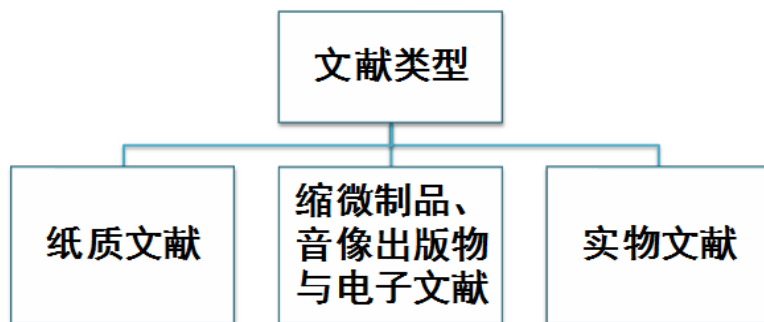 文献类型
纸质文献
缩微制品、
音像出版物
与电子文献
实物文献